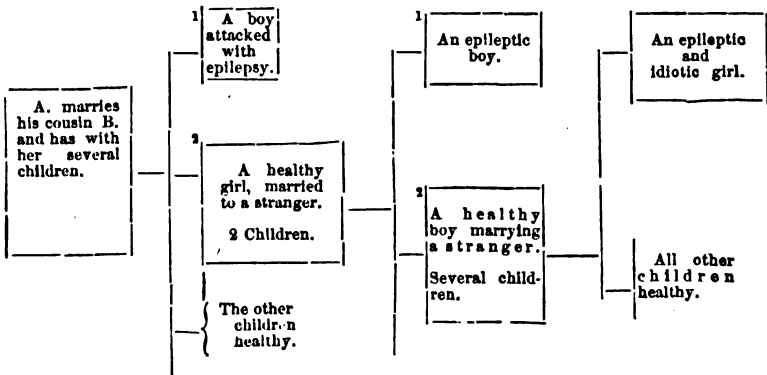 A. marries
his cousin B.
and has with
her several
children.
1
A boy
attacked
with
epilepsy.
2
A healthy
girl, married
to a stranger.
2 Children.
The other
children
healthy.
1
An epileptic
boy.
2
A healthy
boy marrying
a stranger.
Several child-
ren.
An epileptic
and
idiotic girl.
All other
children
healthy.